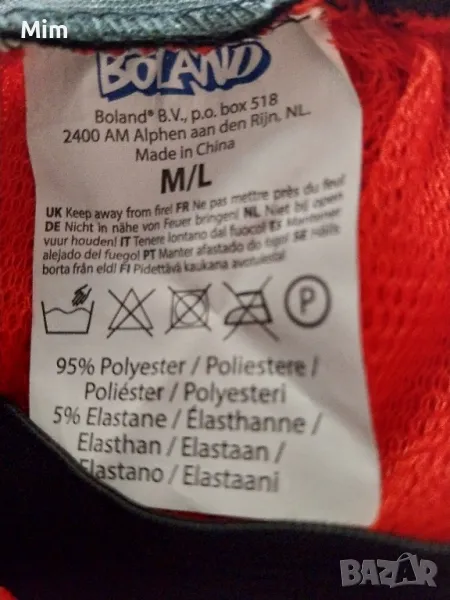 Mim
BOLAND
Boland® B.V., p.o. box 518
2400 AM Alphen aan den Rijn, NL.
Made in China
M/L
UK Keep away from fire! FR Ne pas mettre près du feu!
DE Nicht in nähe von Feuer bringen! NL Niet bij open
vuur houden! IT Tenere lontano dal fuoco! ES Mantener
alejado del fuego! PT Manter afastado do fogo! SE Hålls
borta från eld! FI Pidettävä kaukana avotulesta!
P
95% Polyester / Poliestere /
Poliéster / Polyesteri
5% Elastane / Élasthanne /
Elasthan / Elastaan /
Elastano / Elastaani
BAZAR